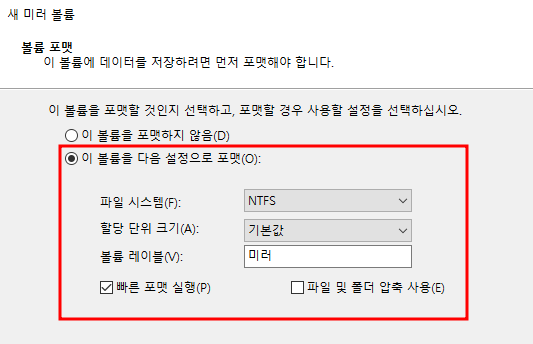 새 미러 볼륨
볼륨 포맷
이 볼륨에 데이터를 저장하려면 먼저 포맷해야 합니다.
이 볼륨을 포맷할 것인지 선택하고, 포맷할 경우 사용할 설정을 선택하십시오.
이 볼륨을 포맷하지 않음(D)
이 볼륨을 다음 설정으로 포맷(O):
파일 시스템(F): NTFS
할당 단위 크기(A): 기본값
볼륨 레이블(V): 미러
빠른 포맷 실행(P) 파일 및 폴더 압축 사용(E)